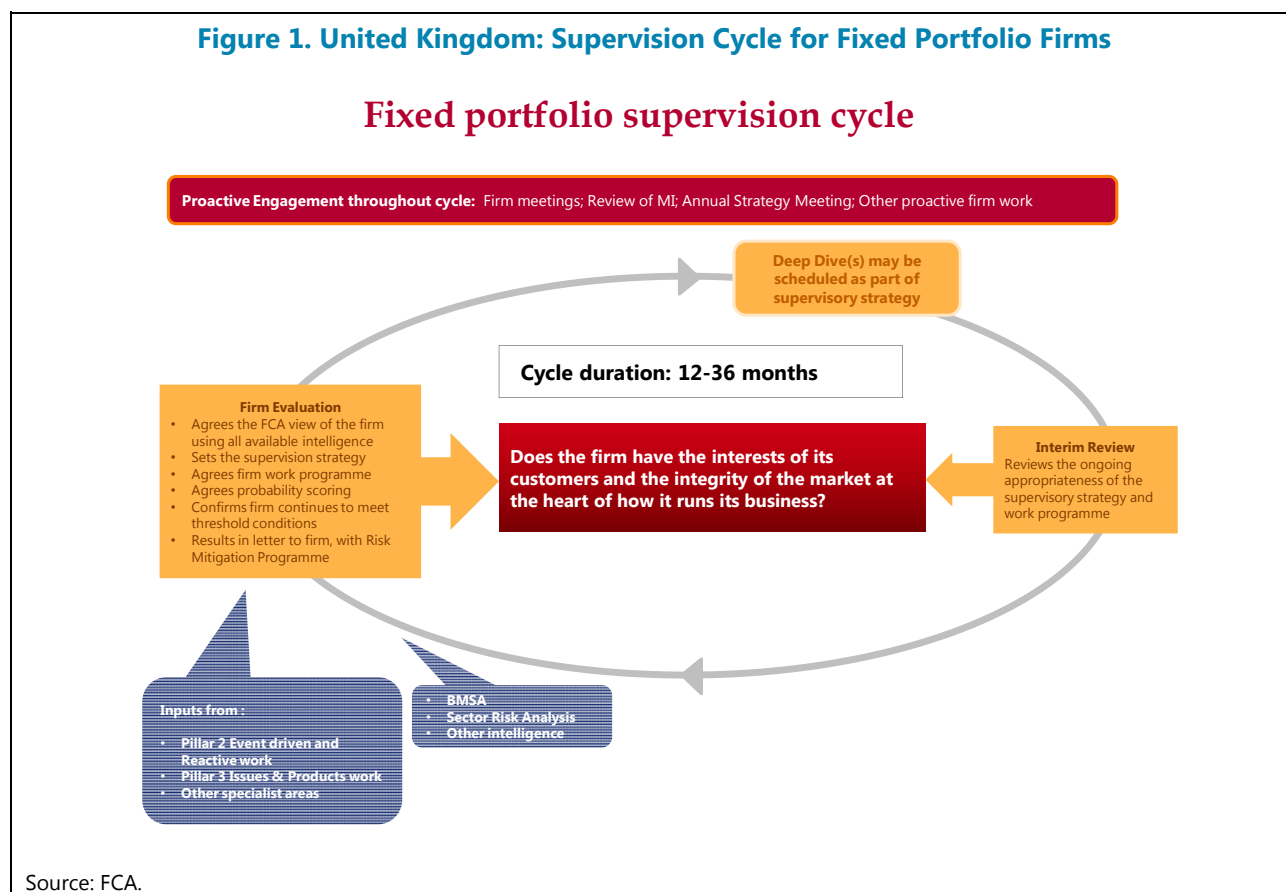 Figure 1. United Kingdom: Supervision Cycle for Fixed Portfolio Firms
Fixed portfolio supervision cycle
Proactive Engagement throughout cycle: Firm meetings; Review of MI; Annual Strategy Meeting; Other proactive firm work
Deep Dive(s) may be
scheduled as part of
supervisory strategy
Cycle duration: 12-36 months
Firm Evaluation
• Agrees the FCA view of the firm
using all available intelligence
• Sets the supervision strategy
• Agrees firm work programme
• Agrees probability scoring
• Confirms firm continues to meet
threshold conditions
• Results in letter to firm, with Risk
Mitigation Programme
Does the firm have the interests of its
customers and the integrity of the market at
the heart of how it runs its business?
Interim Review
Reviews the ongoing
appropriateness of the
supervisory strategy and
work programme
Inputs from :
• Pillar 2 Event driven and
Reactive work
• Pillar 3 Issues & Products work
• Other specialist areas
• BMSA
• Sector Risk Analysis
• Other intelligence
Source: FCA.